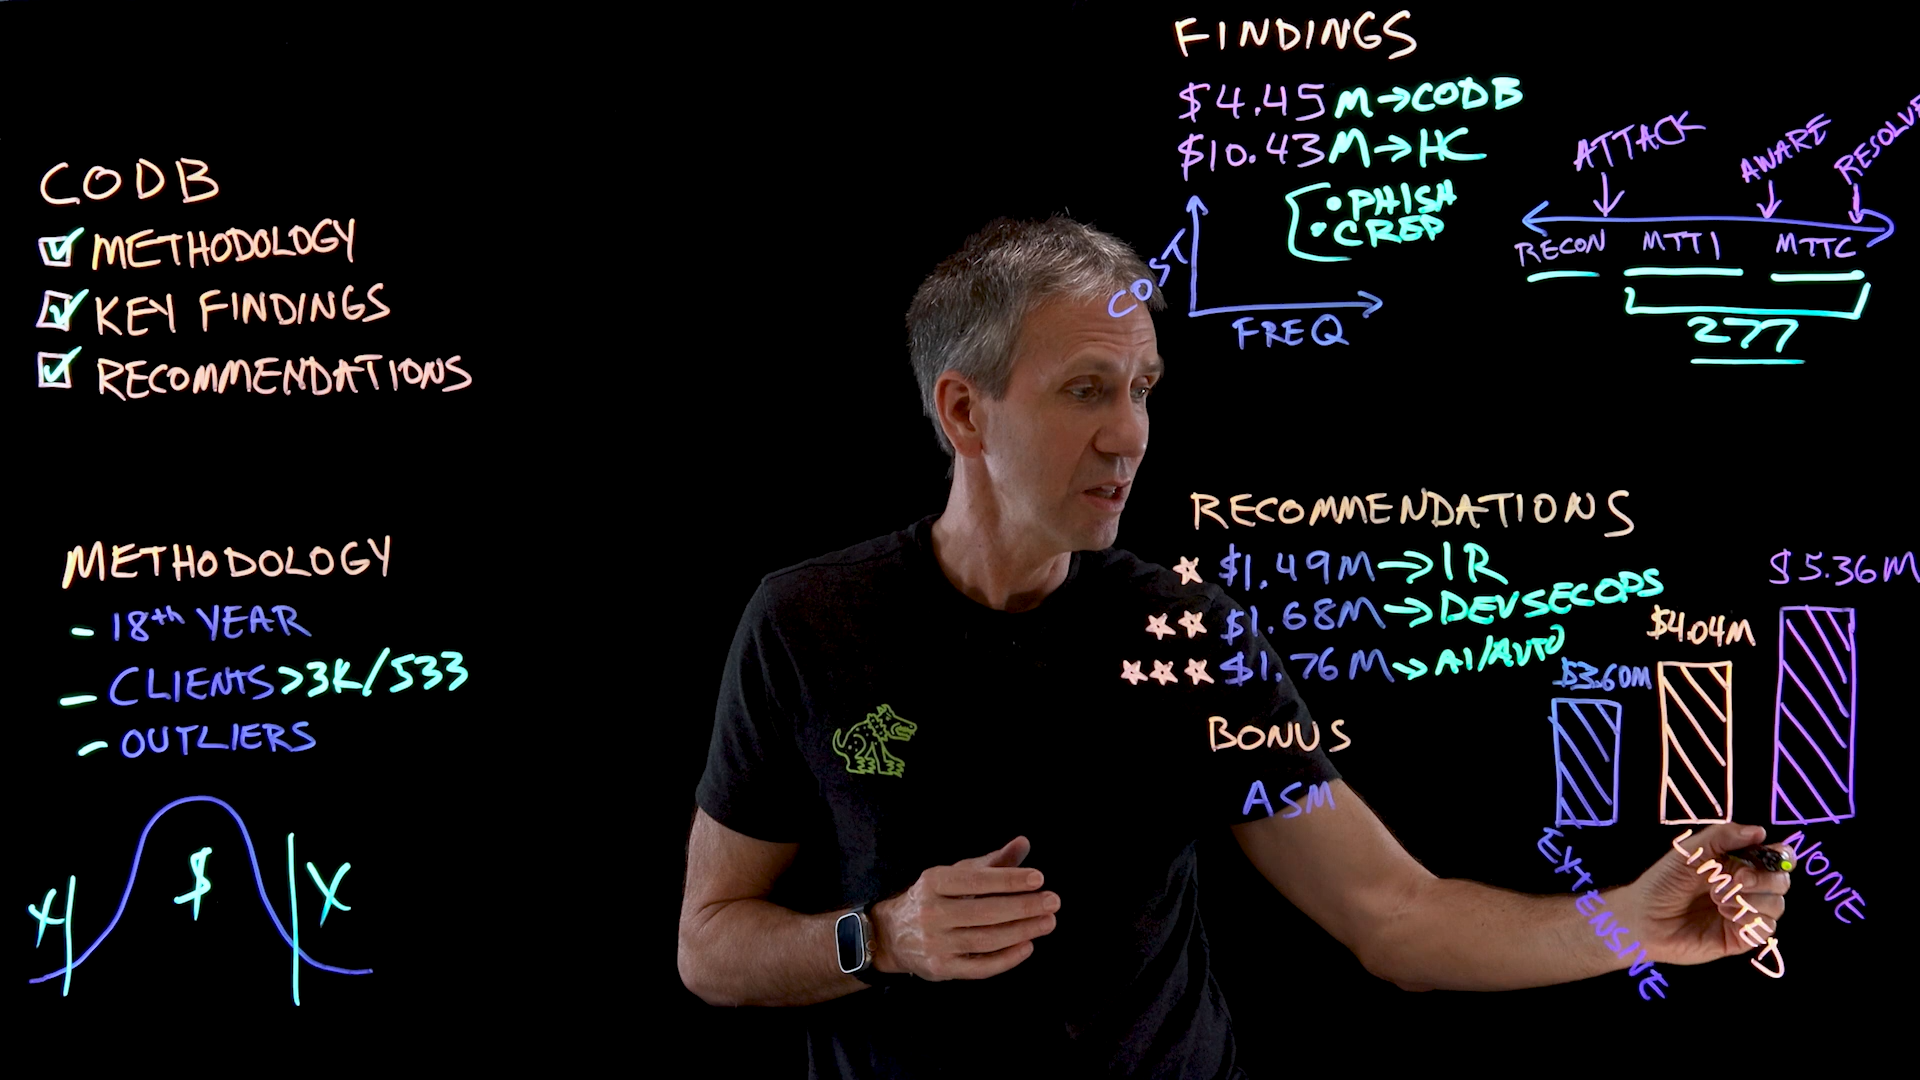 CODB
METHODOLOGY
KEY FINDINGS
RECOMMENDATIONS
METHODOLOGY
- 18th YEAR
- CLIENTS >3K/533
- OUTLIERS
X $ X
FINDINGS
$4.45M→CODB
$10.43M→HC
• PHISH
• CRED
COST
FREQ
ATTACK AWARE RESOLVE
RECON MTTI MTTC
277
RECOMMENDATIONS
☆ $1.49M→IR
☆☆ $1.68M→DEVSECOPS
☆☆☆ $1.76M→AI/AUTO
BONUS
ASM
$3.60M $4.04M $5.36M
EXTENSIVE LIMITED NONE